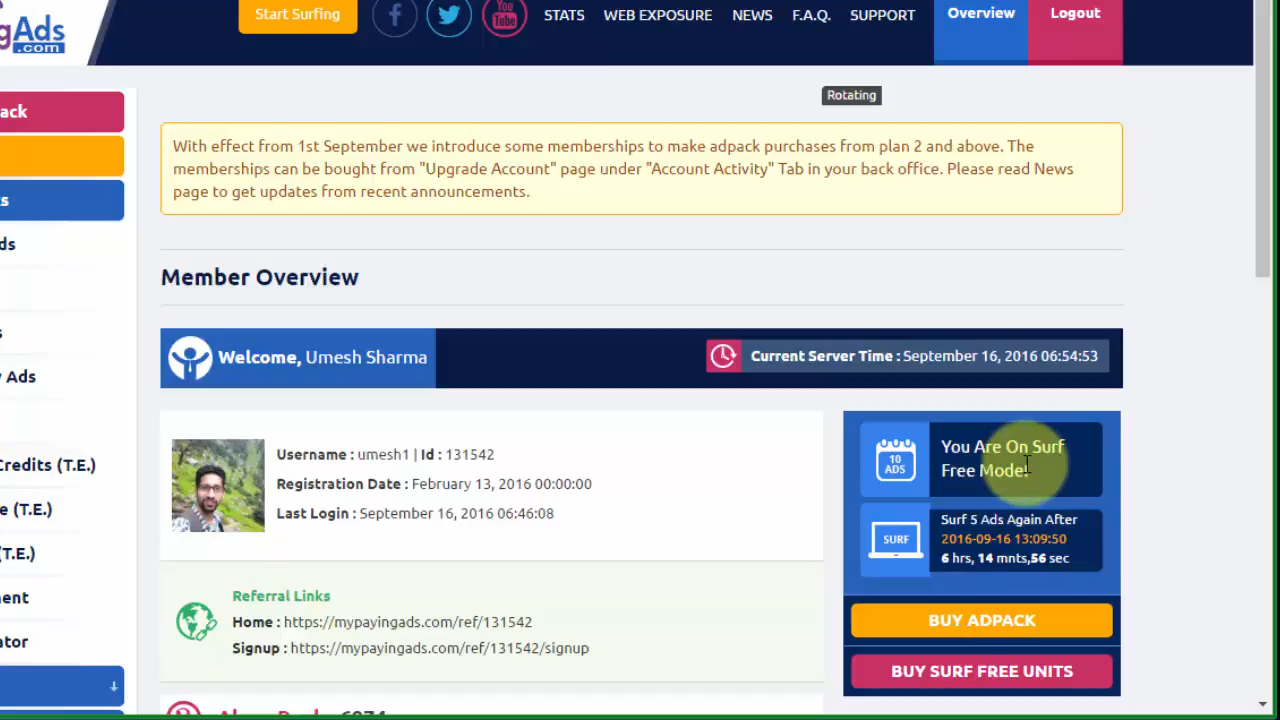 gAds
.com
Start Surfing
You
Tube
STATS
WEB EXPOSURE
NEWS
F.A.Q.
SUPPORT
Overview
Logout
ack
Rotating
With effect from 1st September we introduce some memberships to make adpack purchases from plan 2 and above. The
memberships can be bought from "Upgrade Account" page under "Account Activity" Tab in your back office. Please read News
page to get updates from recent announcements.
s
ds
s
y Ads
Credits (T.E.)
e (T.E.)
(T.E.)
ment
ator
Member Overview
Welcome, Umesh Sharma
Current Server Time : September 16, 2016 06:54:53
Username : umesh1 | Id : 131542
Registration Date : February 13, 2016 00:00:00
Last Login : September 16, 2016 06:46:08
10
ADS
You Are On Surf
Free Mode!
SURF
Surf 5 Ads Again After
2016-09-16 13:09:50
6 hrs, 14 mnts,56 sec
Referral Links
Home : https://mypayingads.com/ref/131542
Signup : https://mypayingads.com/ref/131542/signup
BUY ADPACK
BUY SURF FREE UNITS